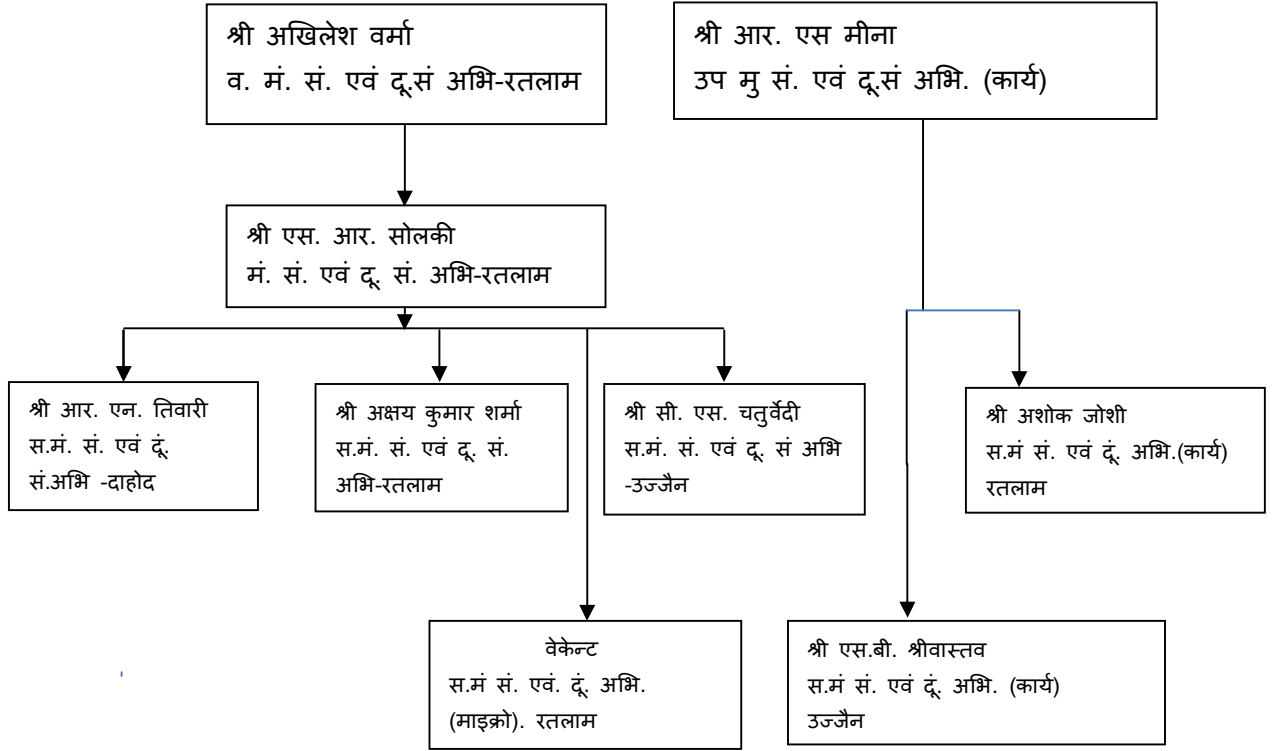 श्री अखिलेश वर्मा
व. मं. सं. एवं दू.सं अभि-रतलाम
श्री आर. एस मीना
उप मु सं. एवं दू.सं अभि. (कार्य)
श्री एस. आर. सोलकी
मं. सं. एवं दू. सं. अभि-रतलाम
श्री आर. एन. तिवारी
स.मं. सं. एवं दूं.
सं.अभि -दाहोद
श्री अक्षय कुमार शर्मा
स.मं. सं. एवं दू. सं.
अभि-रतलाम
श्री सी. एस. चतुर्वेदी
स.मं. सं. एवं दू. सं अभि
-उज्जैन
श्री अशोक जोशी
स.मं सं. एवं दूं. अभि.(कार्य)
रतलाम
वेकेन्ट
स.मं सं. एवं. दूं. अभि.
(माइक्रो). रतलाम
श्री एस.बी. श्रीवास्तव
स.मं सं. एवं दूं. अभि. (कार्य)
उज्जैन